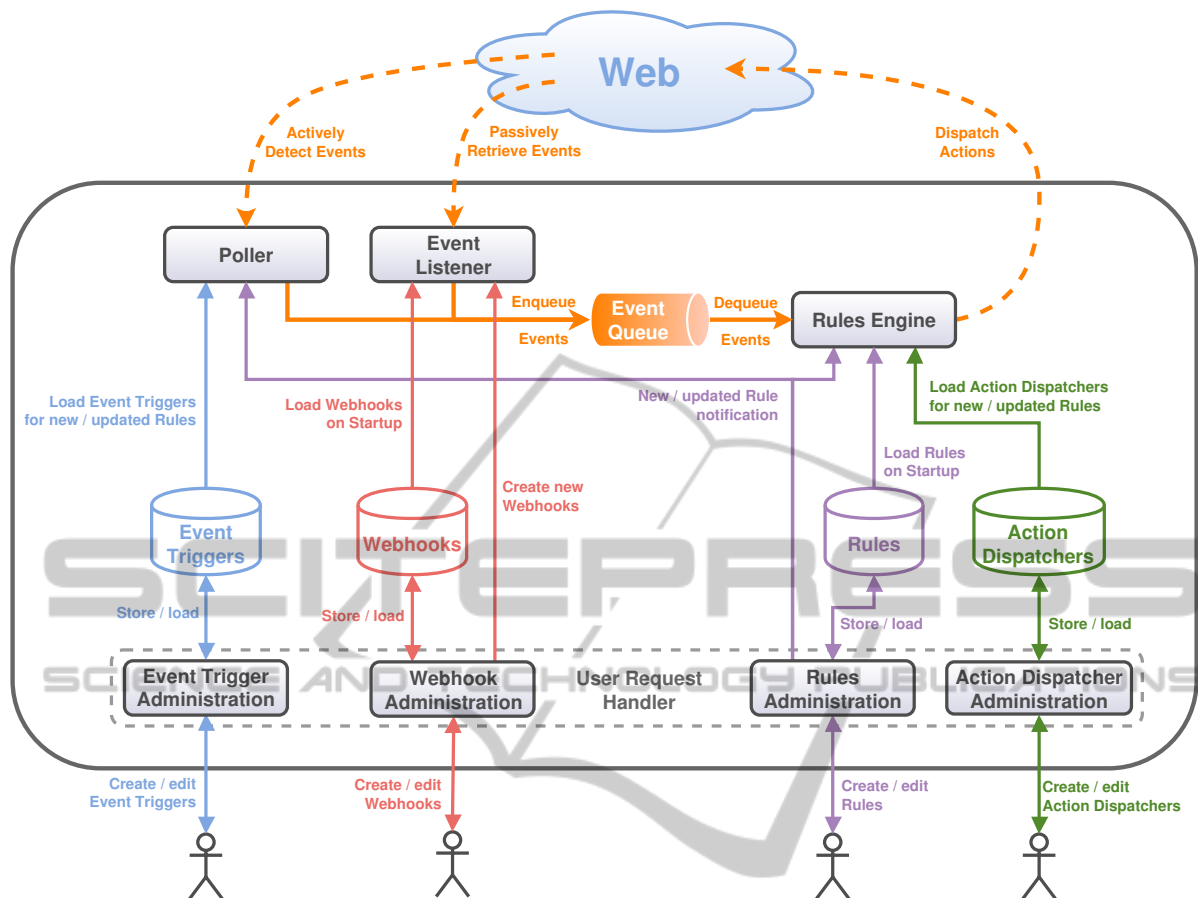 Web
Actively
Detect Events
Passively
Retrieve Events
Dispatch
Actions
Poller
Event
Listener
Enqueue
Events
Event
Queue
Dequeue
Events
Rules Engine
Load Event Triggers
for new / updated Rules
Load Webhooks
on Startup
New / updated Rule
notification
Load Action Dispatchers
for new / updated Rules
Load Rules
on Startup
Create new
Webhooks
Event
Triggers
Webhooks
Rules
Action
Dispatchers
SCITEPRESS
Store / load
Store / load
Store / load
Store / load
SCIENCE AND TECHNOLOGY PUBLICATIONS
Event Trigger
Administration
Webhook
Administration
User Request
Handler
Rules
Administration
Action Dispatcher
Administration
Create / edit
Event Triggers
Create / edit
Webhooks
Create / edit
Rules
Create / edit
Action Dispatchers